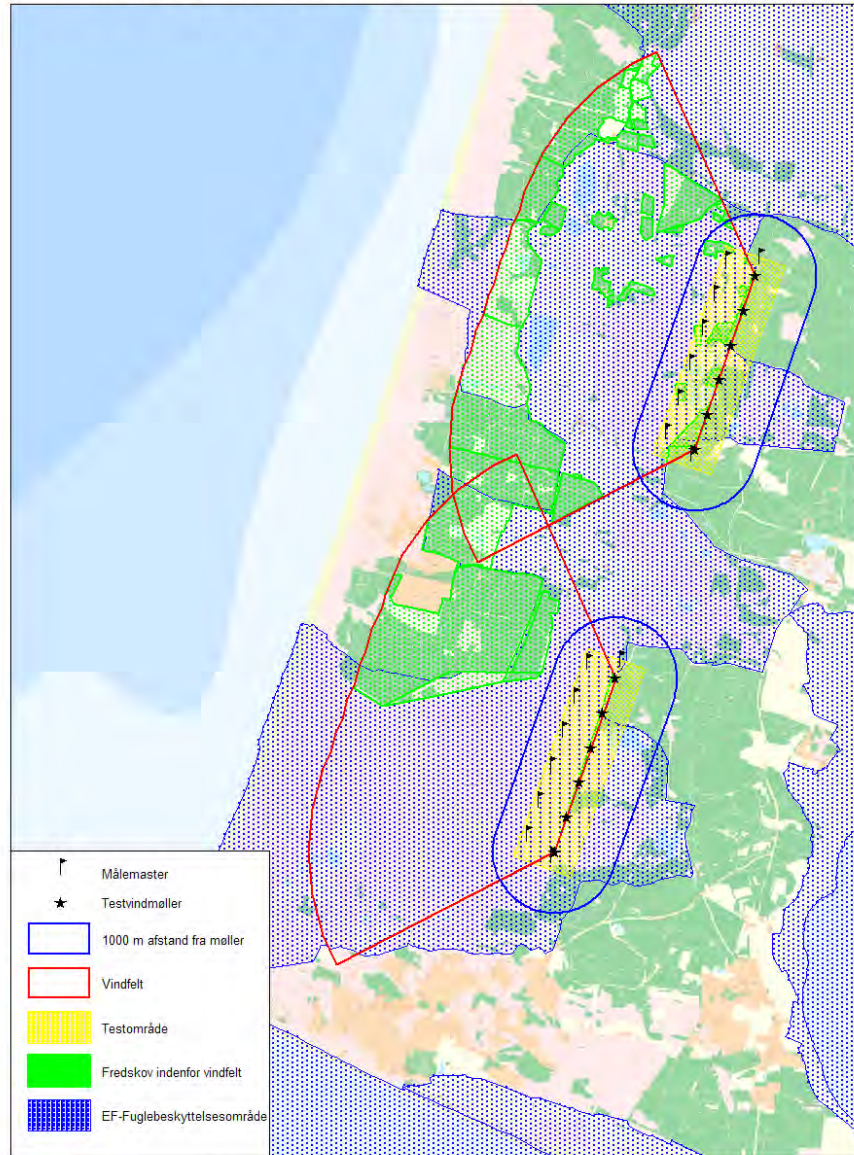 Målemaster
Testvindmøller
1000 m afstand fra møller
Vindfelt
Testområde
Fredskov indenfor vindfelt
EF-Fuglebeskyttelsesområde